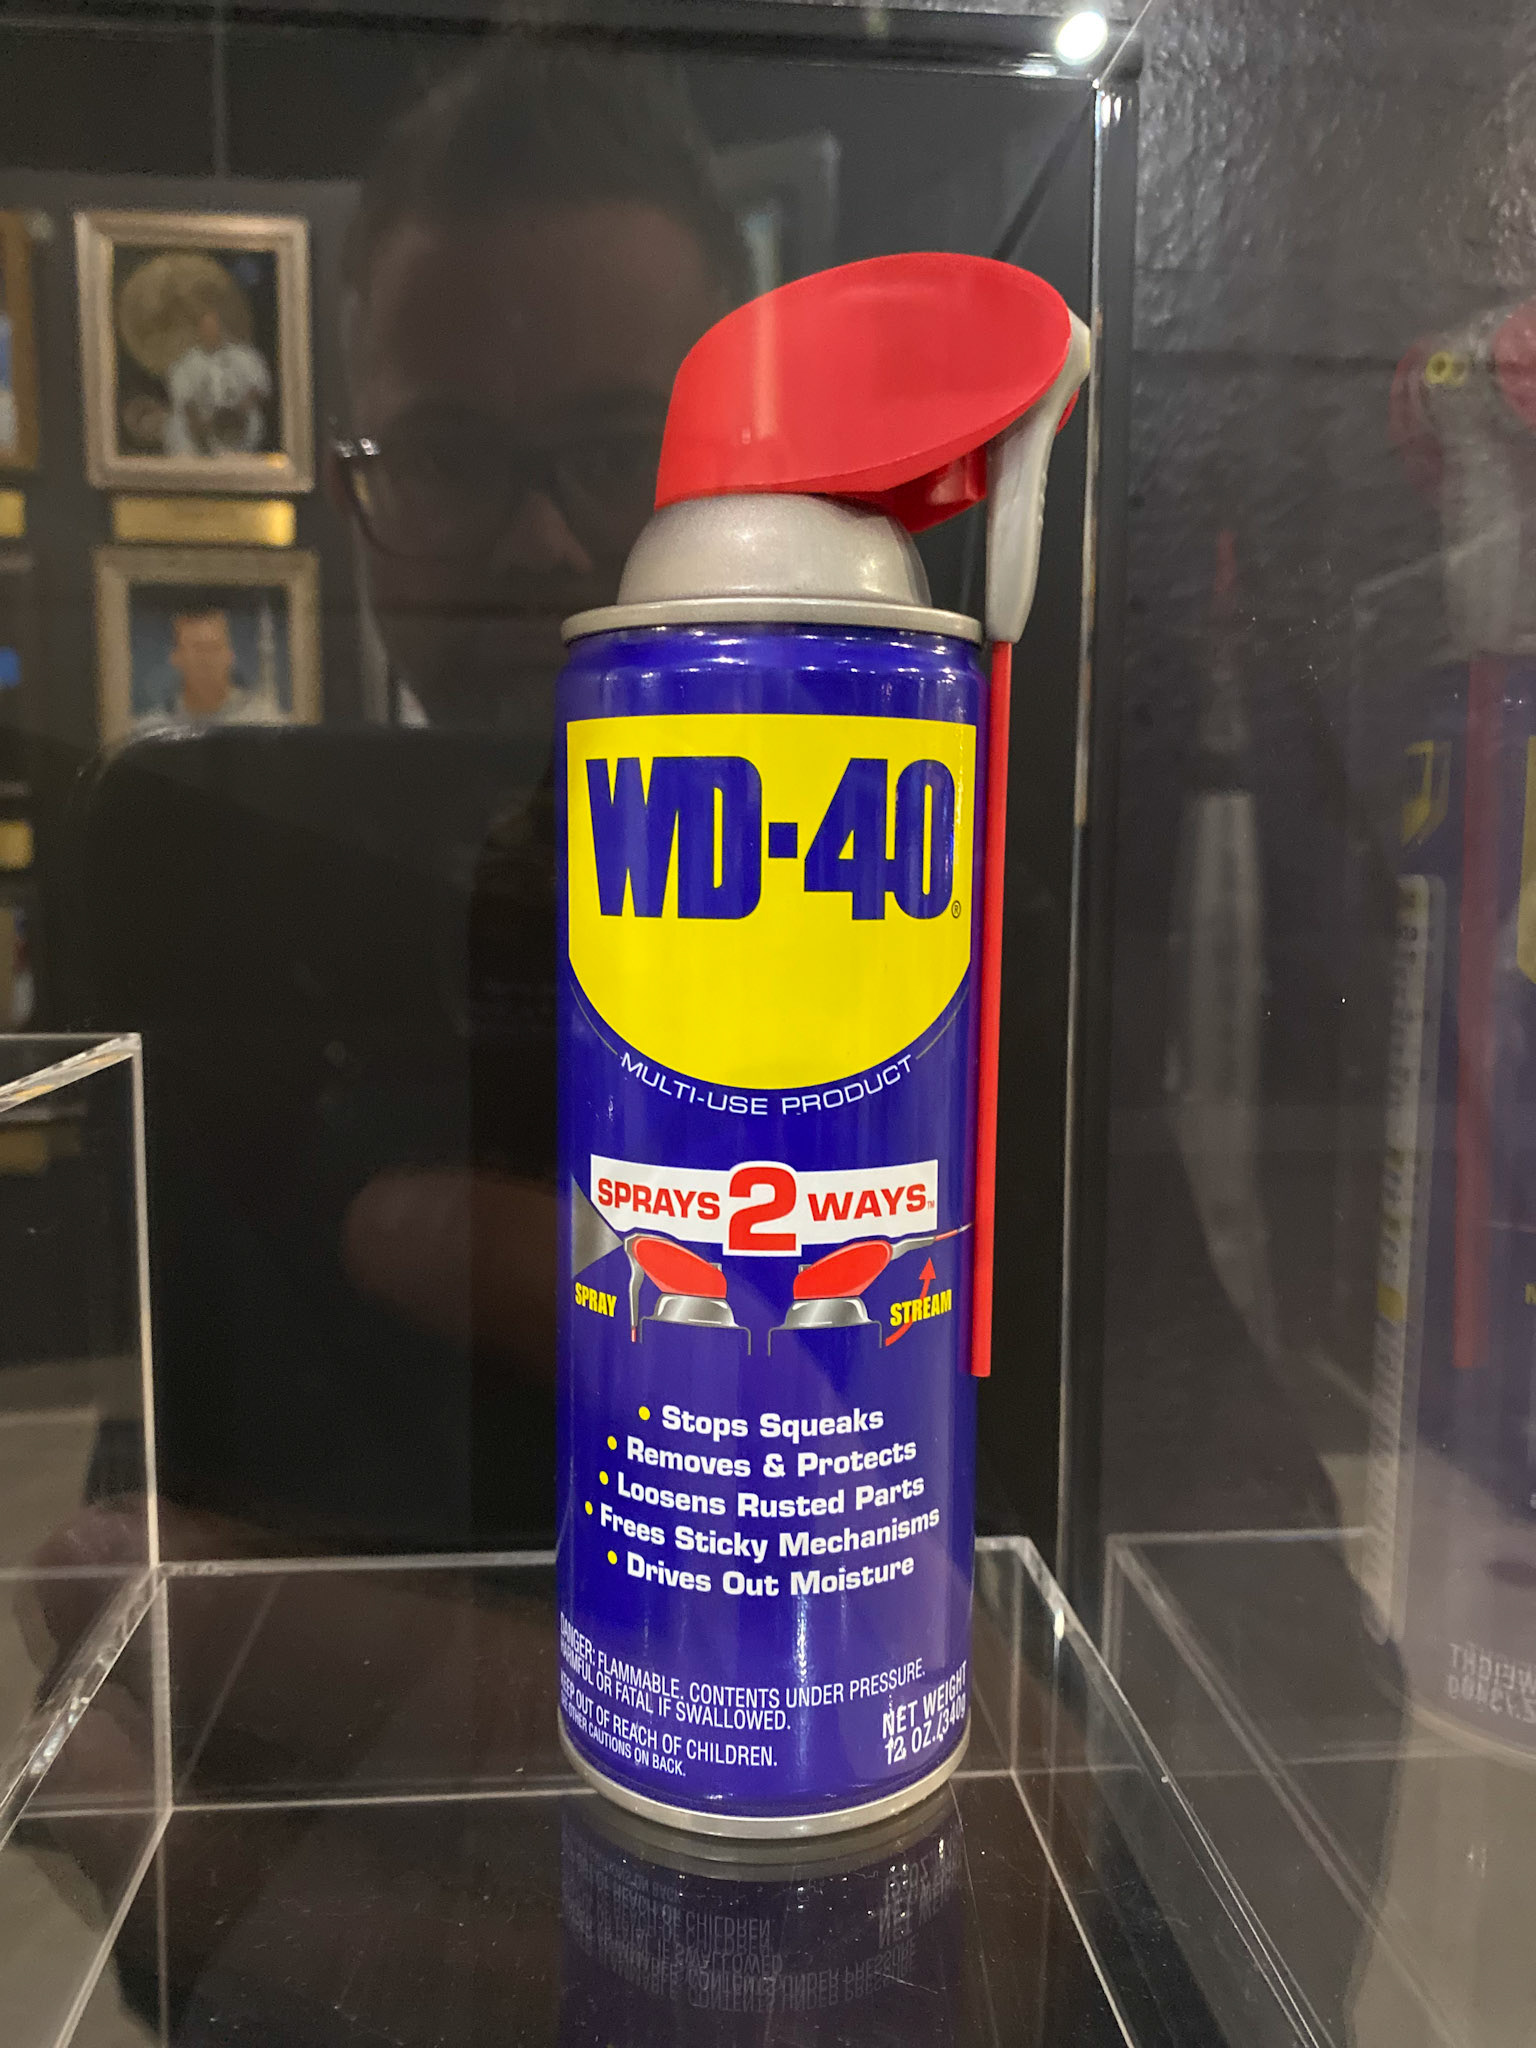 WD-40®
MULTI-USE PRODUCT
SPRAYS 2 WAYS™
SPRAY
STREAM
• Stops Squeaks
• Removes & Protects
• Loosens Rusted Parts
• Frees Sticky Mechanisms
• Drives Out Moisture
DANGER: FLAMMABLE. CONTENTS UNDER PRESSURE.
HARMFUL OR FATAL IF SWALLOWED.
KEEP OUT OF REACH OF CHILDREN.
SEE OTHER CAUTIONS ON BACK.
NET WEIGHT
12 OZ./340g